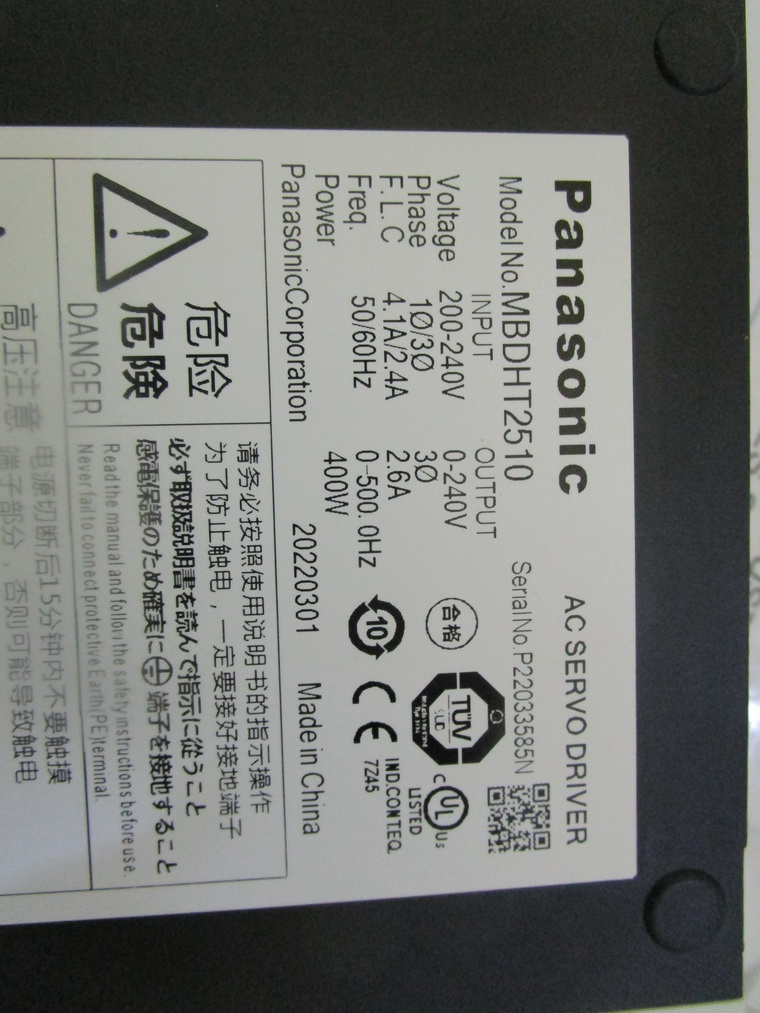 Panasonic AC SERVO DRIVER
Model No. MBDHT2510 Serial No. P22033585N
INPUT OUTPUT
Voltage 200-240V 0-240V
Phase 1Ø/3Ø 3Ø
F.L.C 4.1A/2.4A 2.6A
Freq. 50/60Hz 0-500.0Hz
Power 400W
Panasonic Corporation 20220301 Made in China
合格
TÜV
SÜD
10
CE
C UL US
LISTED
IND.CONT.EQ.
7Z45
危险
危険
DANGER
请务必按照使用说明书的指示操作
为了防止触电，一定要接好接地端子
必ず取扱説明書を読んで指示に従うこと
感電保護のため確実に端子を接地すること
Read the manual and follow the safety instructions before use.
Never fail to connect protective Earth(PE)terminal.
高压注意
电源切断后15分钟内不要触摸
端子部分，否则可能导致触电